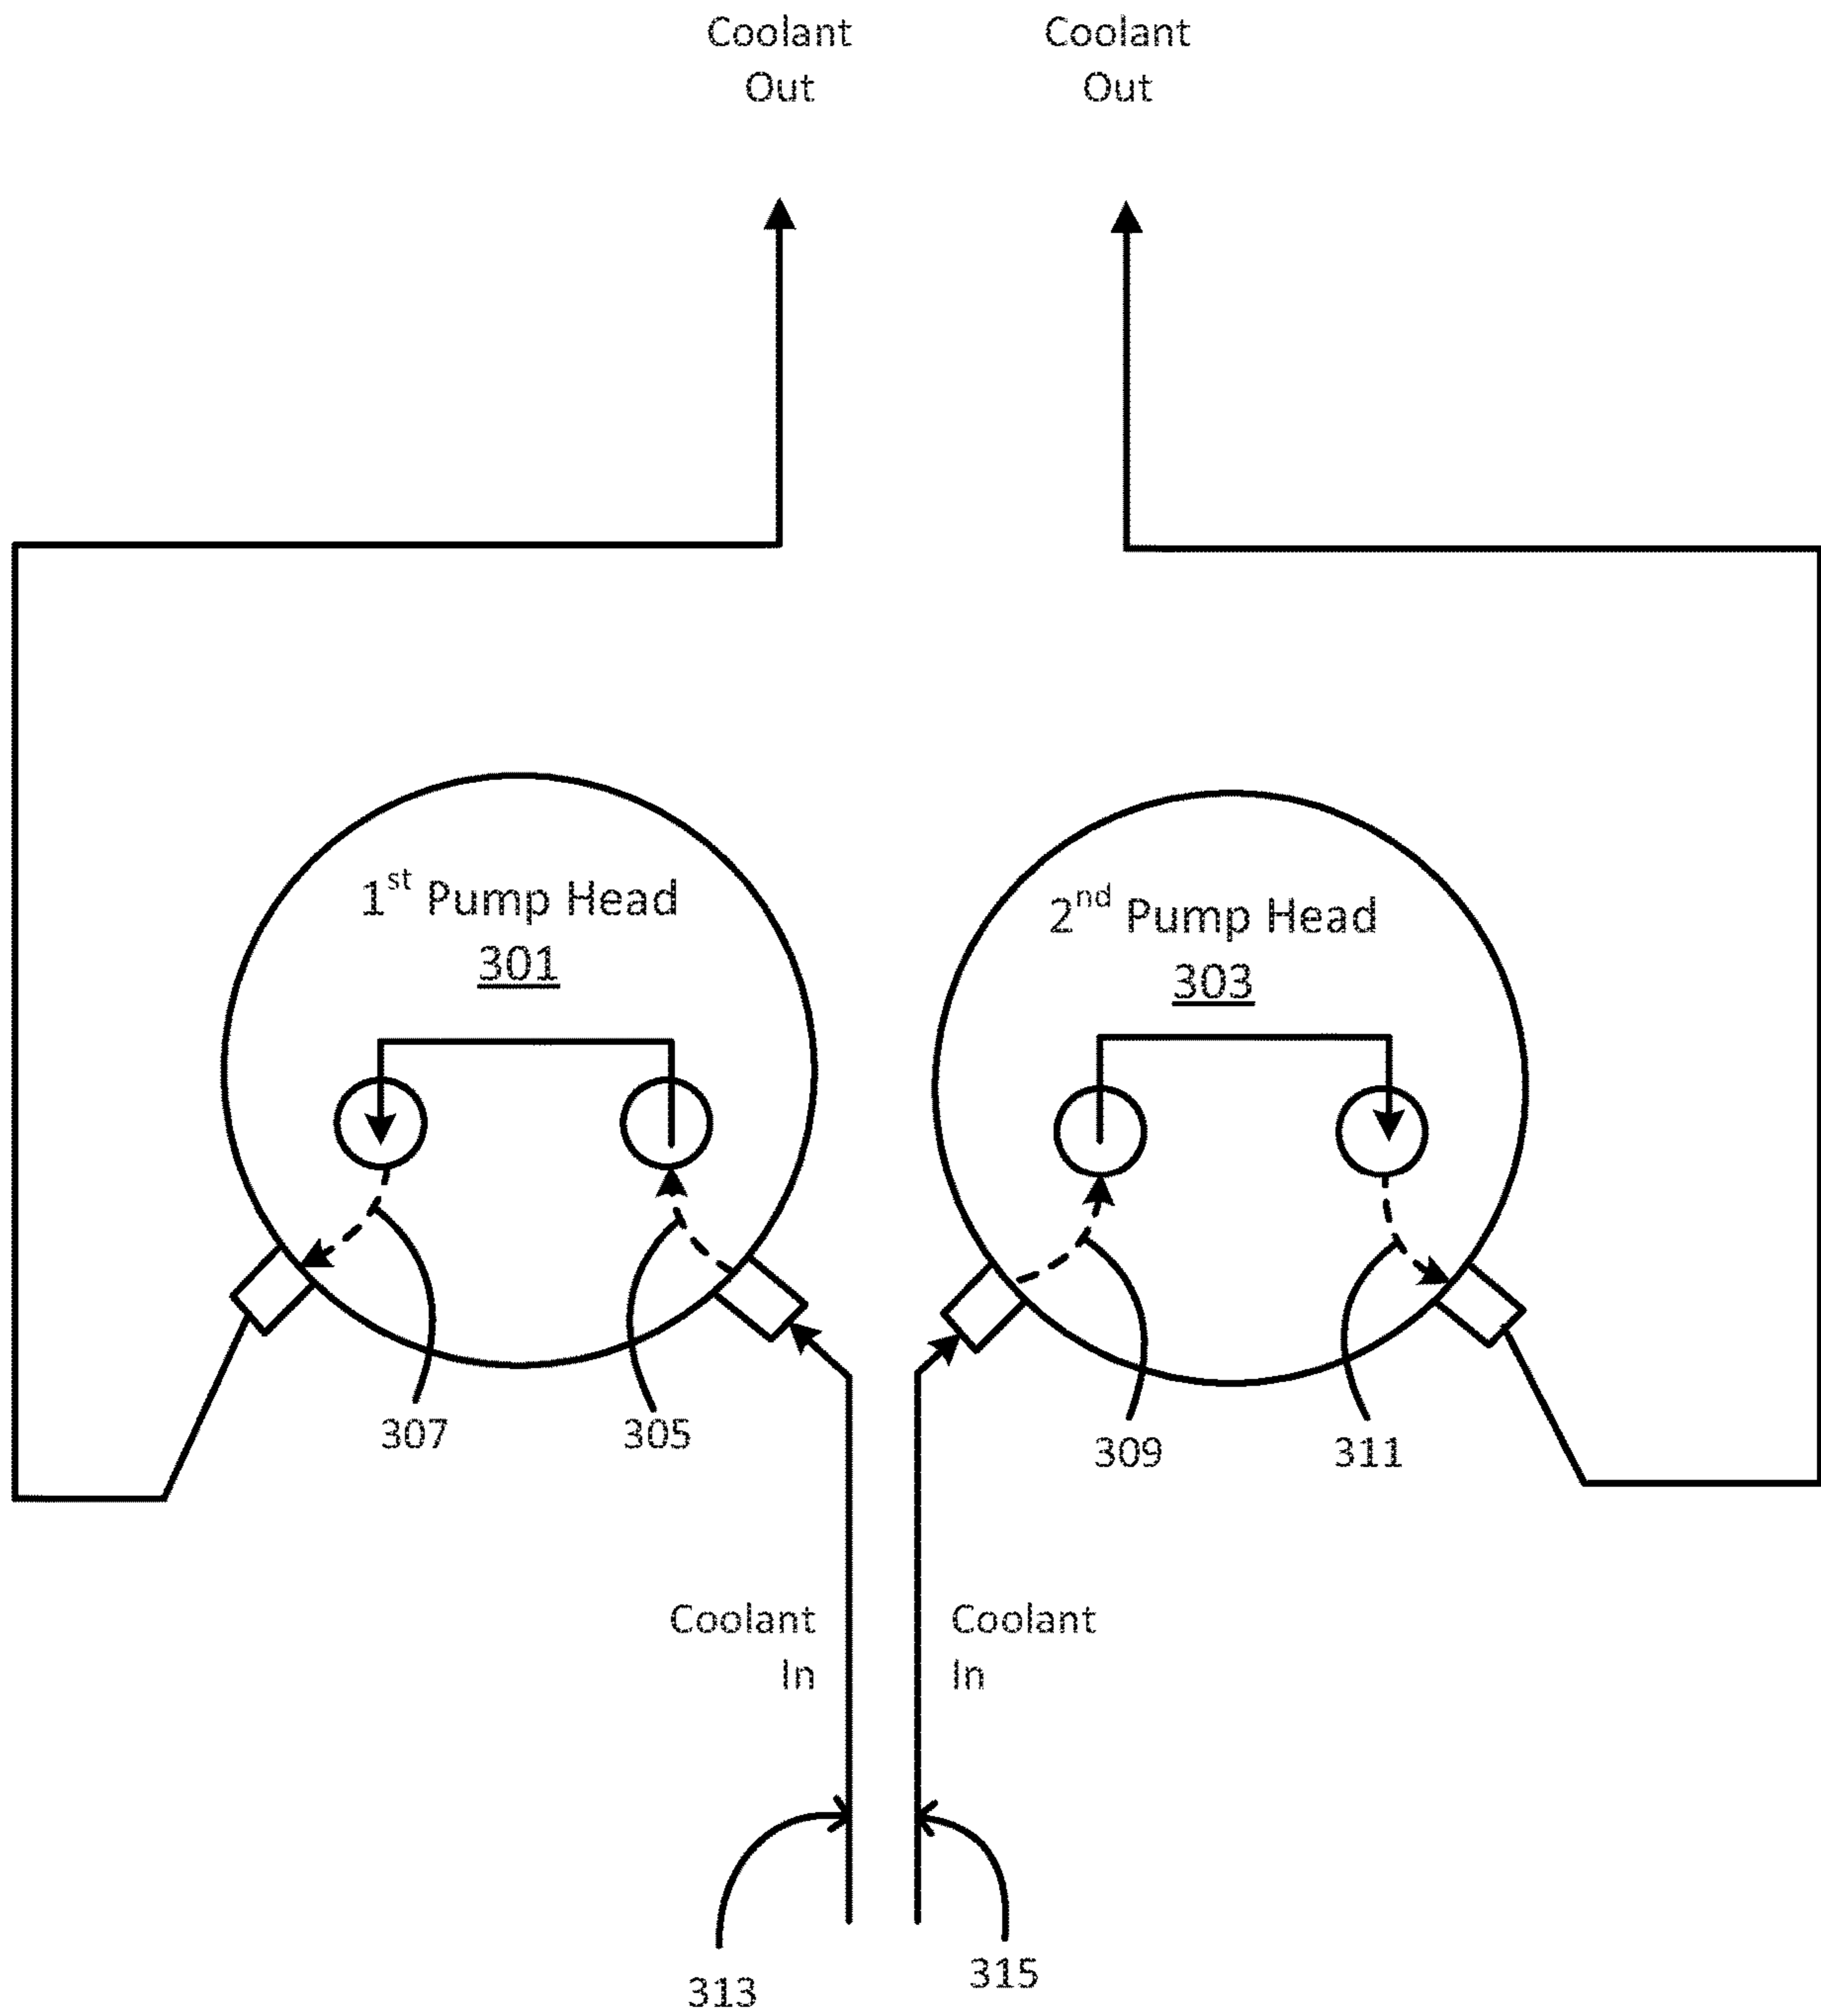 Coolant
Out
Coolant
Out
1st Pump Head
301
2nd Pump Head
303
307
305
309
311
Coolant
In
Coolant
In
313
315